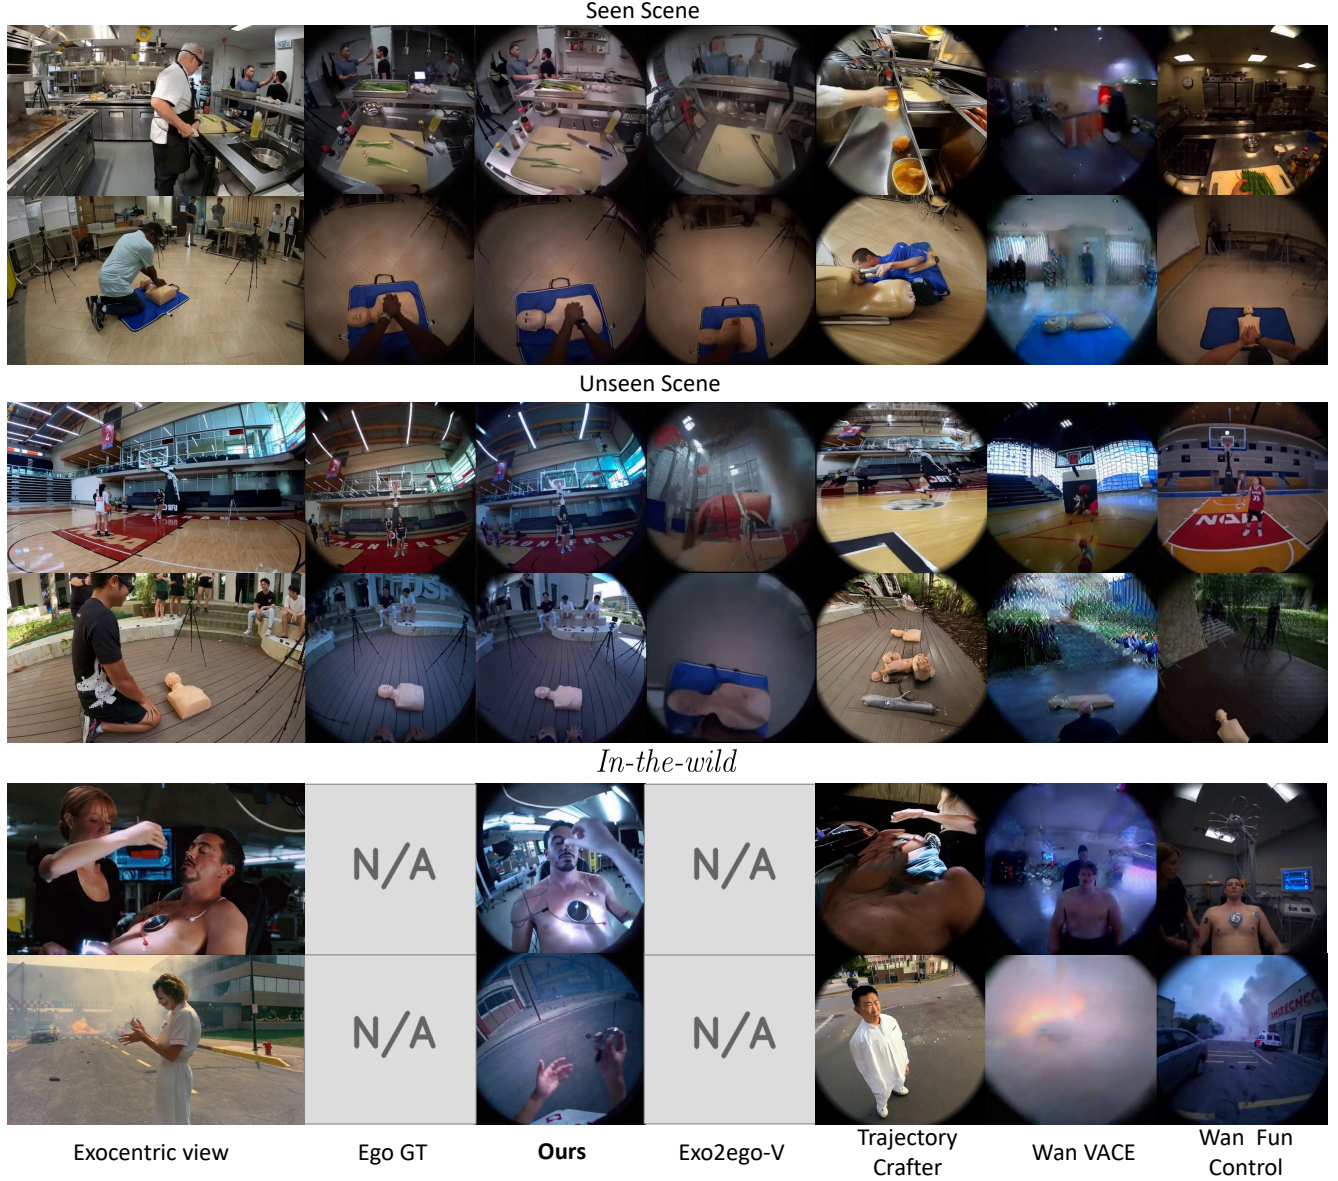 Seen Scene
Unseen Scene
In-the-wild
N/A
N/A
N/A
N/A
Exocentric view
Ego GT
Ours
Exo2ego-V
Trajectory
Crafter
Wan VACE
Wan Fun
Control